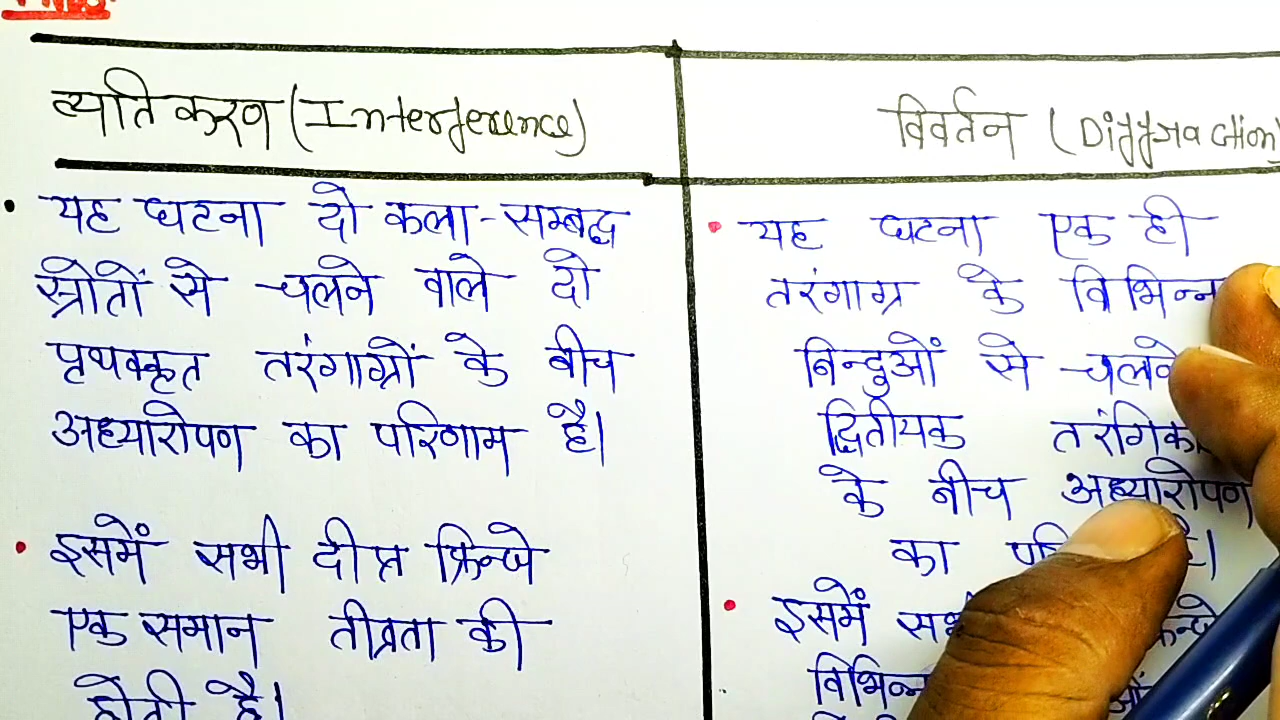 व्यतिकरण (Interference)
विवर्तन (Diffraction)
• यह घटना दो कला-सम्बद्ध
स्रोतों से चलने वाले दो
पृथक्कृत तरंगाग्रों के बीच
अध्यारोपण का परिणाम है।
• इसमें सभी दीप्त फ्रिन्जे
एक समान तीव्रता की
होती है।
• यह घटना एक ही
तरंगाग्र के विभिन्न
बिन्दुओं से चलने
द्वितीयक
के बीच अध्यारोपण
का है।
• इसमें